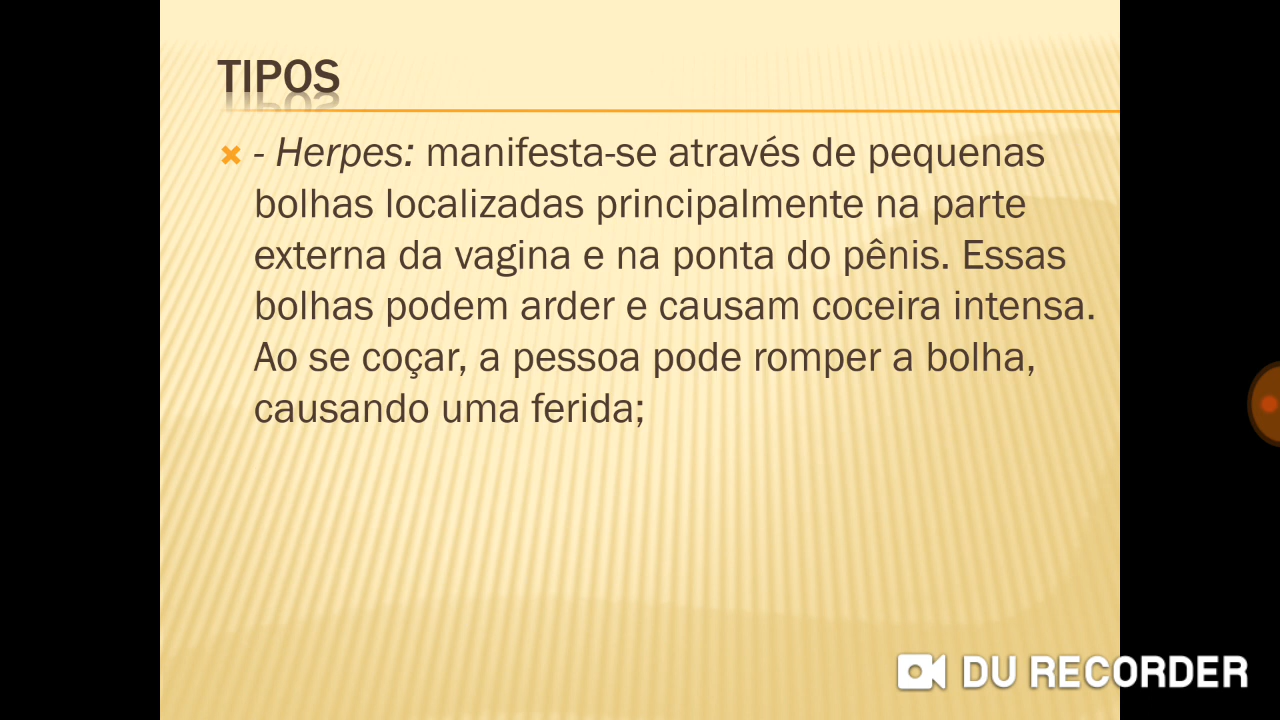 TIPOS
- Herpes: manifesta-se através de pequenas
bolhas localizadas principalmente na parte
externa da vagina e na ponta do pênis. Essas
bolhas podem arder e causam coceira intensa.
Ao se coçar, a pessoa pode romper a bolha,
causando uma ferida;
DU RECORDER